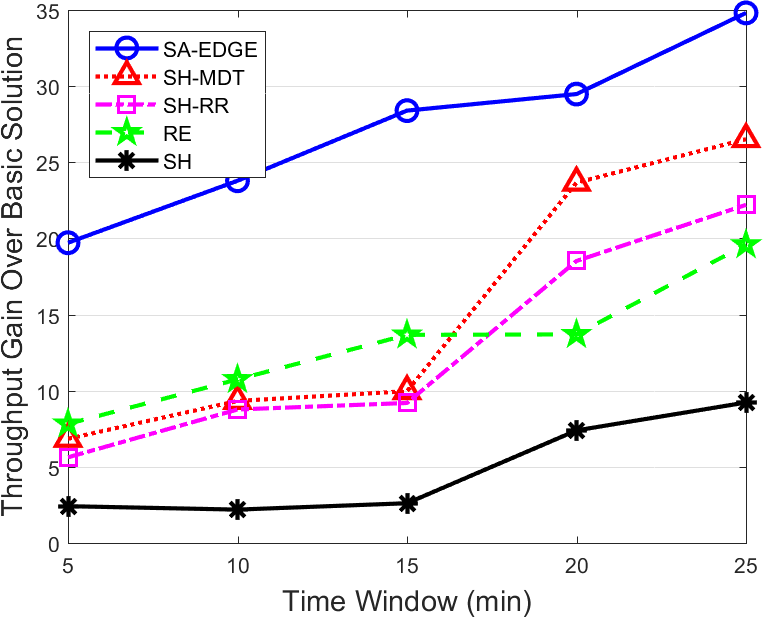 Throughput Gain Over Basic Solution
35
30
25
20
15
10
5
0
SA-EDGE
SH-MDT
SH-RR
RE
SH
5 10 15 20 25
Time Window (min)